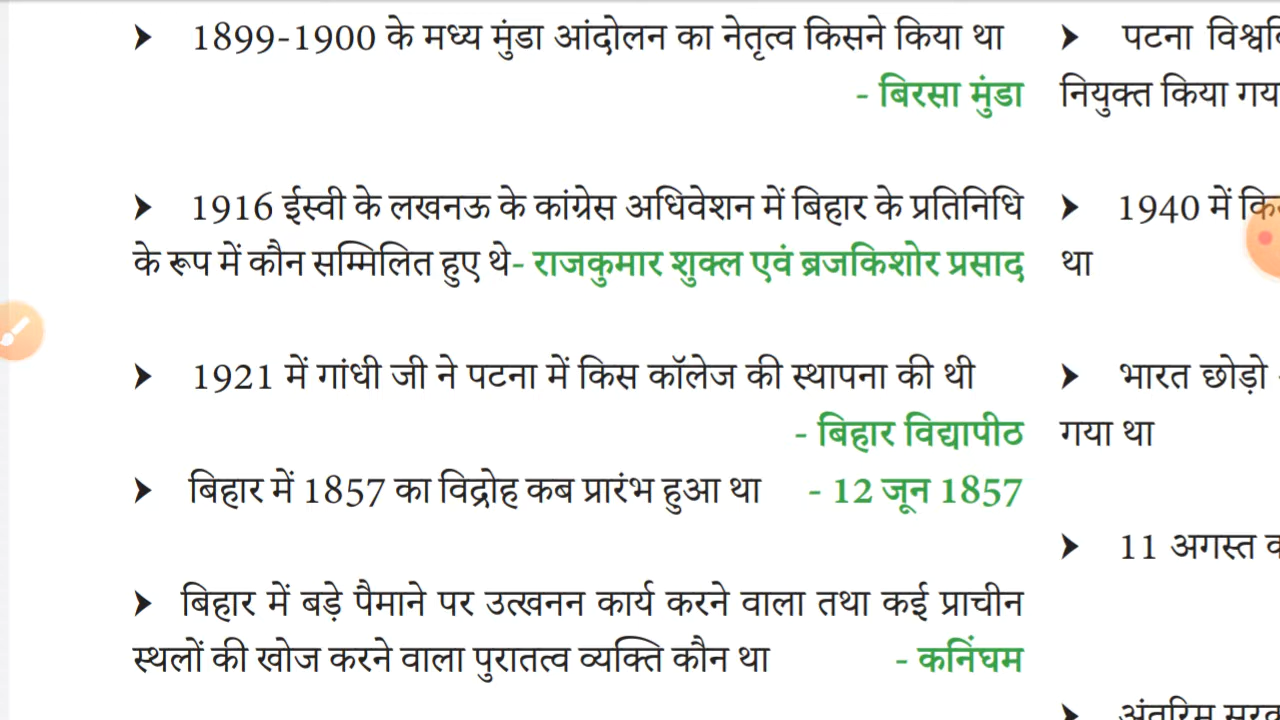 ➤ 1899-1900 के मध्य मुंडा आंदोलन का नेतृत्व किसने किया था
- बिरसा मुंडा
➤ 1916 ईस्वी के लखनऊ के कांग्रेस अधिवेशन में बिहार के प्रतिनिधि
के रूप में कौन सम्मिलित हुए थे- राजकुमार शुक्ल एवं ब्रजकिशोर प्रसाद
➤ 1921 में गांधी जी ने पटना में किस कॉलेज की स्थापना की थी
- बिहार विद्यापीठ
➤ बिहार में 1857 का विद्रोह कब प्रारंभ हुआ था - 12 जून 1857
➤ बिहार में बड़े पैमाने पर उत्खनन कार्य करने वाला तथा कई प्राचीन
स्थलों की खोज करने वाला पुरातत्व व्यक्ति कौन था - कनिंघम
➤ पटना
नियुक्त किया
➤ 1940 में
था
➤ भारत छोड़ो
गया था
➤ 11 अगस्त
➤